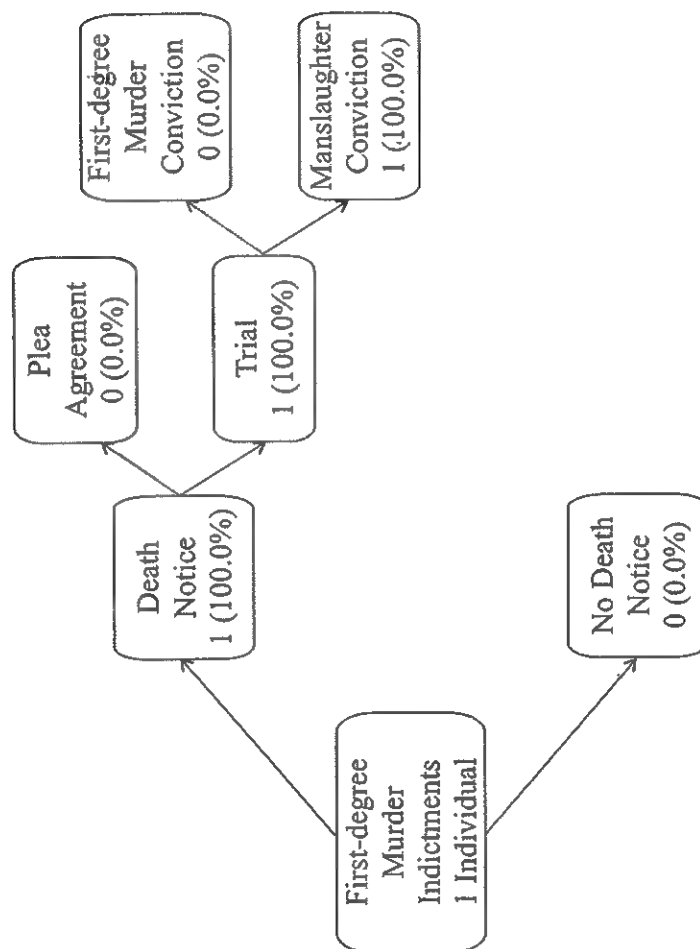 First-degree
Murder
Indictments
1 Individual
Death
Notice
1 (100.0%)
No Death
Notice
0 (0.0%)
Plea
Agreement
0 (0.0%)
Trial
1 (100.0%)
First-degree
Murder
Conviction
0 (0.0%)
Manslaughter
Conviction
1 (100.0%)